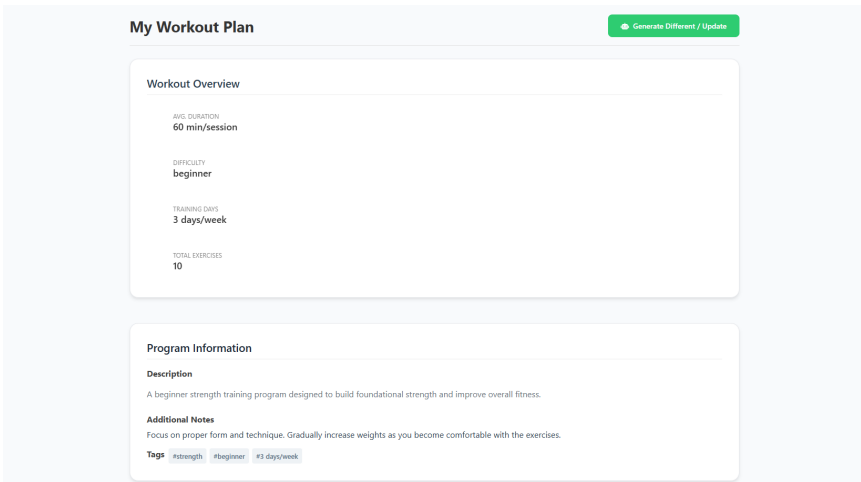 My Workout Plan
Generate Different / Update
Workout Overview
AVG. DURATION
60 min/session
DIFFICULTY
beginner
TRAINING DAYS
3 days/week
TOTAL EXERCISES
10
Program Information
Description
A beginner strength training program designed to build foundational strength and improve overall fitness.
Additional Notes
Focus on proper form and technique. Gradually increase weights as you become comfortable with the exercises.
Tags #strength #beginner #3 days/week